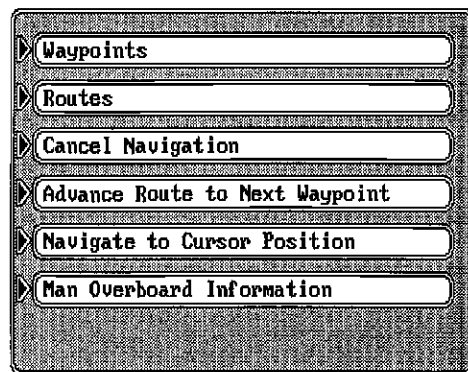 Waypoints
Routes
Cancel Navigation
Advance Route to Next Waypoint
Navigate to Cursor Position
Man Overboard Information